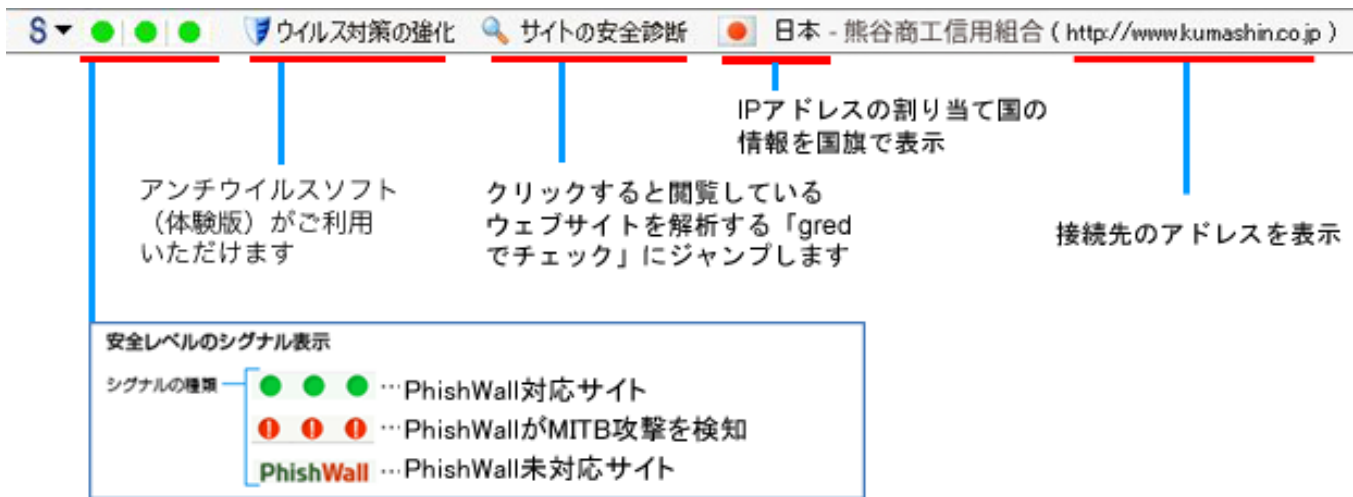 S▼ ウイルス対策の強化 サイトの安全診断 日本 - 熊谷商工信用組合 ( http://www.kumashin.co.jp )
IPアドレスの割り当て国の
情報を国旗で表示
アンチウイルスソフト
（体験版）がご利用
いただけます
クリックすると閲覧している
ウェブサイトを解析する「gred
でチェック」にジャンプします
接続先のアドレスを表示
安全レベルのシグナル表示
シグナルの種類
…PhishWall対応サイト
…PhishWallがMITB攻撃を検知
PhishWall …PhishWall未対応サイト